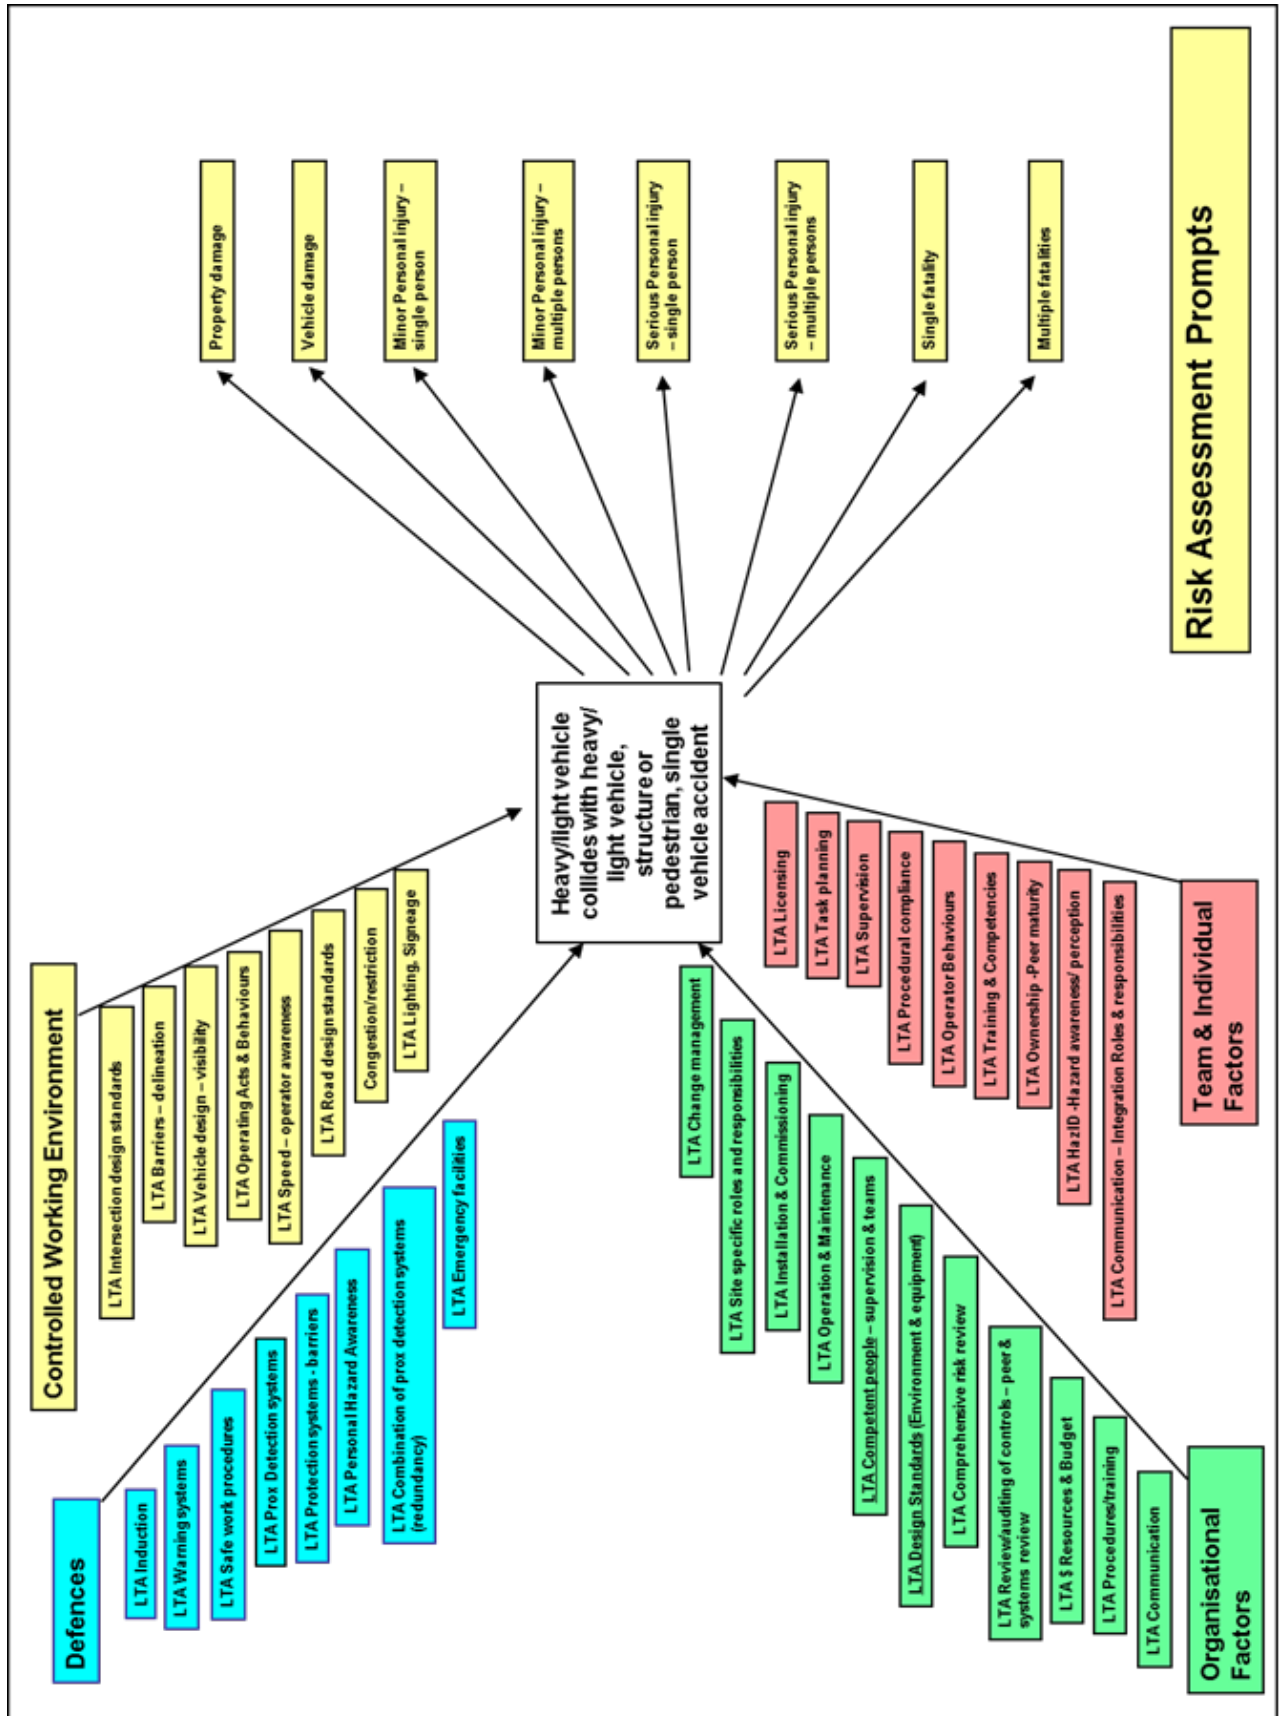 Defences
LTA Induction
LTA Warning systems
LTA Safe work procedures
LTA Prox Detection systems
LTA Protection systems - barriers
LTA Personal Hazard Awareness
LTA Combination of prox detection systems
(redundancy)
LTA Emergency facilities
Controlled Working Environment
LTA Intersection design standards
LTA Barriers – delineation
LTA Vehicle design – visibility
LTA Operating Acts & Behaviours
LTA Speed – operator awareness
LTA Road design standards
Congestion/restriction
LTA Lighting, Signeage
Heavy/light vehicle
collides with heavy/
light vehicle,
structure or
pedestrian, single
vehicle accident
Property damage
Vehicle damage
Minor Personal injury –
single person
Minor Personal injury –
multiple persons
Serious Personal injury
– single person
Serious Personal injury
– multiple persons
Single fatality
Multiple fatalities
LTA Change management
LTA Site specific roles and responsibilities
LTA Installation & Commissioning
LTA Operation & Maintenance
LTA Competent people – supervision & teams
LTA Design Standards (Environment & equipment)
LTA Comprehensive risk review
LTA Review/auditing of controls – peer &
systems review
LTA $ Resources & Budget
LTA Procedures/training
LTA Communication
Organisational
Factors
LTA Licensing
LTA Task planning
LTA Supervision
LTA Procedural compliance
LTA Operator Behaviours
LTA Training & Competencies
LTA Ownership -Peer maturity
LTA HazID -Hazard awareness/ perception
LTA Communication – Integration Roles & responsibilities
Team & Individual
Factors
Risk Assessment Prompts